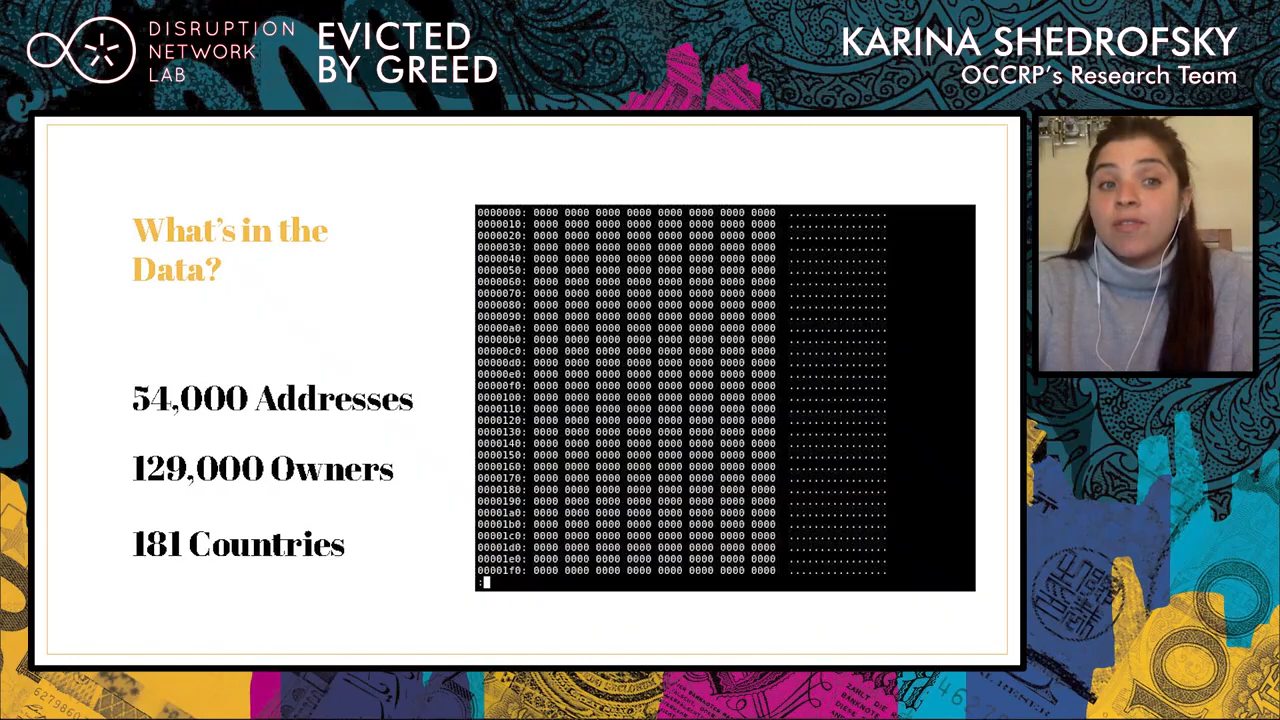 DISRUPTION
NETWORK
LAB
EVICTED
BY GREED
KARINA SHEDROFSKY
OCCRP's Research Team
What's in the
Data?
54,000 Addresses
129,000 Owners
181 Countries
0000000: 0000 0000 0000 0000 0000 0000 0000 0000 ................
0000010: 0000 0000 0000 0000 0000 0000 0000 0000 ................
0000020: 0000 0000 0000 0000 0000 0000 0000 0000 ................
0000030: 0000 0000 0000 0000 0000 0000 0000 0000 ................
0000040: 0000 0000 0000 0000 0000 0000 0000 0000 ................
0000050: 0000 0000 0000 0000 0000 0000 0000 0000 ................
0000060: 0000 0000 0000 0000 0000 0000 0000 0000 ................
0000070: 0000 0000 0000 0000 0000 0000 0000 0000 ................
0000080: 0000 0000 0000 0000 0000 0000 0000 0000 ................
0000090: 0000 0000 0000 0000 0000 0000 0000 0000 ................
00000a0: 0000 0000 0000 0000 0000 0000 0000 0000 ................
00000b0: 0000 0000 0000 0000 0000 0000 0000 0000 ................
00000c0: 0000 0000 0000 0000 0000 0000 0000 0000 ................
00000d0: 0000 0000 0000 0000 0000 0000 0000 0000 ................
00000e0: 0000 0000 0000 0000 0000 0000 0000 0000 ................
00000f0: 0000 0000 0000 0000 0000 0000 0000 0000 ................
0000100: 0000 0000 0000 0000 0000 0000 0000 0000 ................
0000110: 0000 0000 0000 0000 0000 0000 0000 0000 ................
0000120: 0000 0000 0000 0000 0000 0000 0000 0000 ................
0000130: 0000 0000 0000 0000 0000 0000 0000 0000 ................
0000140: 0000 0000 0000 0000 0000 0000 0000 0000 ................
0000150: 0000 0000 0000 0000 0000 0000 0000 0000 ................
0000160: 0000 0000 0000 0000 0000 0000 0000 0000 ................
0000170: 0000 0000 0000 0000 0000 0000 0000 0000 ................
0000180: 0000 0000 0000 0000 0000 0000 0000 0000 ................
0000190: 0000 0000 0000 0000 0000 0000 0000 0000 ................
00001a0: 0000 0000 0000 0000 0000 0000 0000 0000 ................
00001b0: 0000 0000 0000 0000 0000 0000 0000 0000 ................
00001c0: 0000 0000 0000 0000 0000 0000 0000 0000 ................
00001d0: 0000 0000 0000 0000 0000 0000 0000 0000 ................
00001e0: 0000 0000 0000 0000 0000 0000 0000 0000 ................
00001f0: 0000 0000 0000 0000 0000 0000 0000 0000 ................
:
6279860
ZAHLT DIE K
BANKNOTE